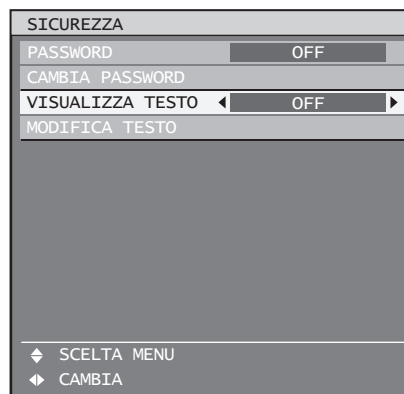 SICUREZZA
PASSWORD OFF
CAMBIA PASSWORD
VISUALIZZA TESTO OFF
MODIFICA TESTO
SCELTA MENU
CAMBIA